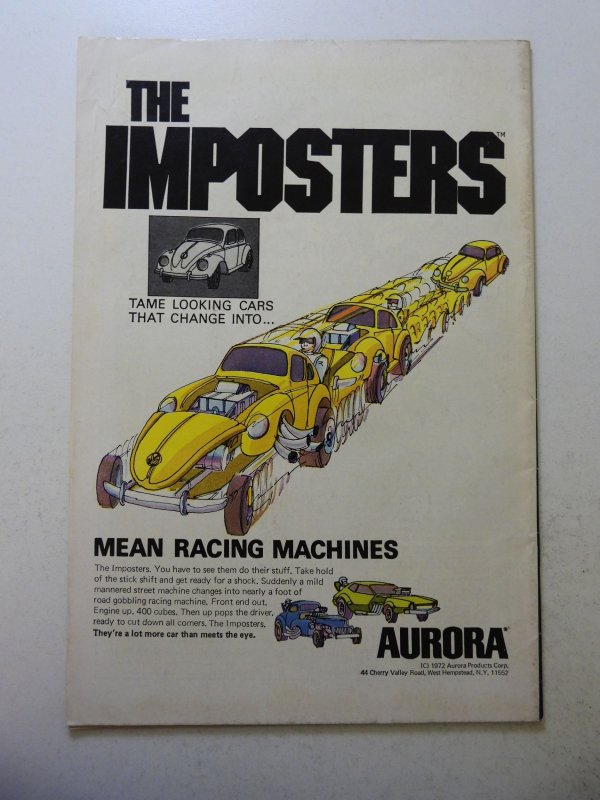 THE
IMPOSTERS™
TAME LOOKING CARS
THAT CHANGE INTO...
MEAN RACING MACHINES
The Imposters. You have to see them do their stuff. Take hold
of the stick shift and get ready for a shock. Suddenly a mild
mannered street machine changes into nearly a foot of
road gobbling racing machine. Front end out.
Engine up. 400 cubes. Then up pops the driver,
ready to cut down all comers. The Imposters.
They're a lot more car than meets the eye.
AURORA®
(C) 1972 Aurora Products Corp.
44 Cherry Valley Road, West Hempstead, N.Y. 11552